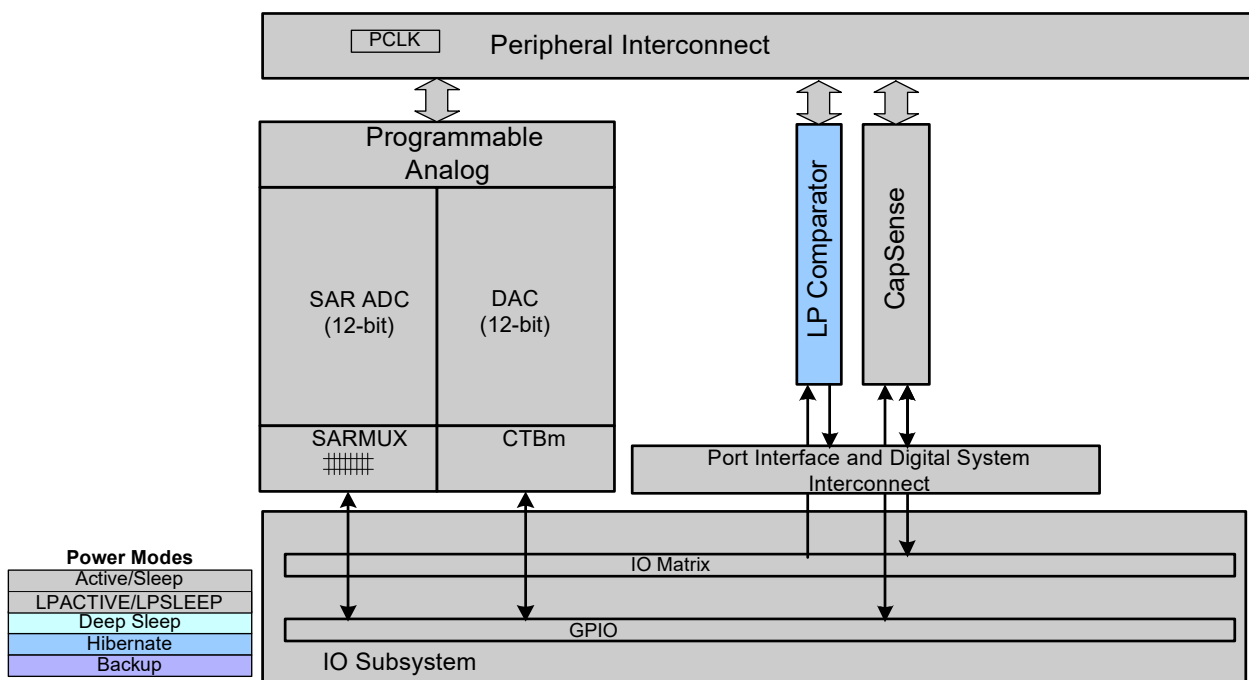 PCLK
Peripheral Interconnect
Programmable
Analog
LP Comparator
CapSense
SAR ADC
(12-bit)
DAC
(12-bit)
SARMUX
CTBm
Port Interface and Digital System
Interconnect
Power Modes
Active/Sleep
LPACTIVE/LPSLEEP
Deep Sleep
Hibernate
Backup
IO Matrix
GPIO
IO Subsystem